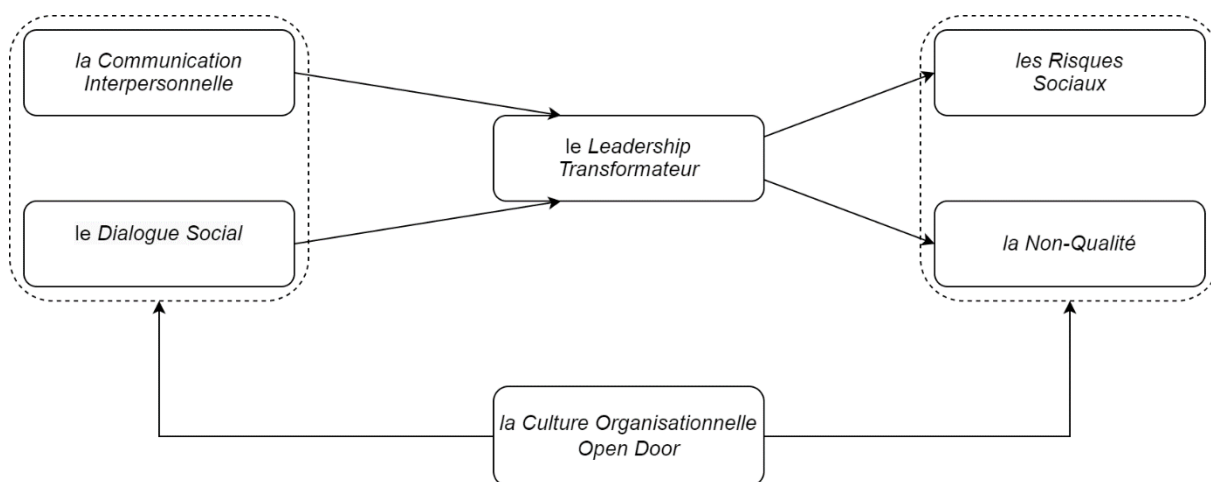 la Communication
Interpersonnelle
les Risques
Sociaux
le Leadership
Transformateur
le Dialogue Social
la Non-Qualité
la Culture Organisationnelle
Open Door